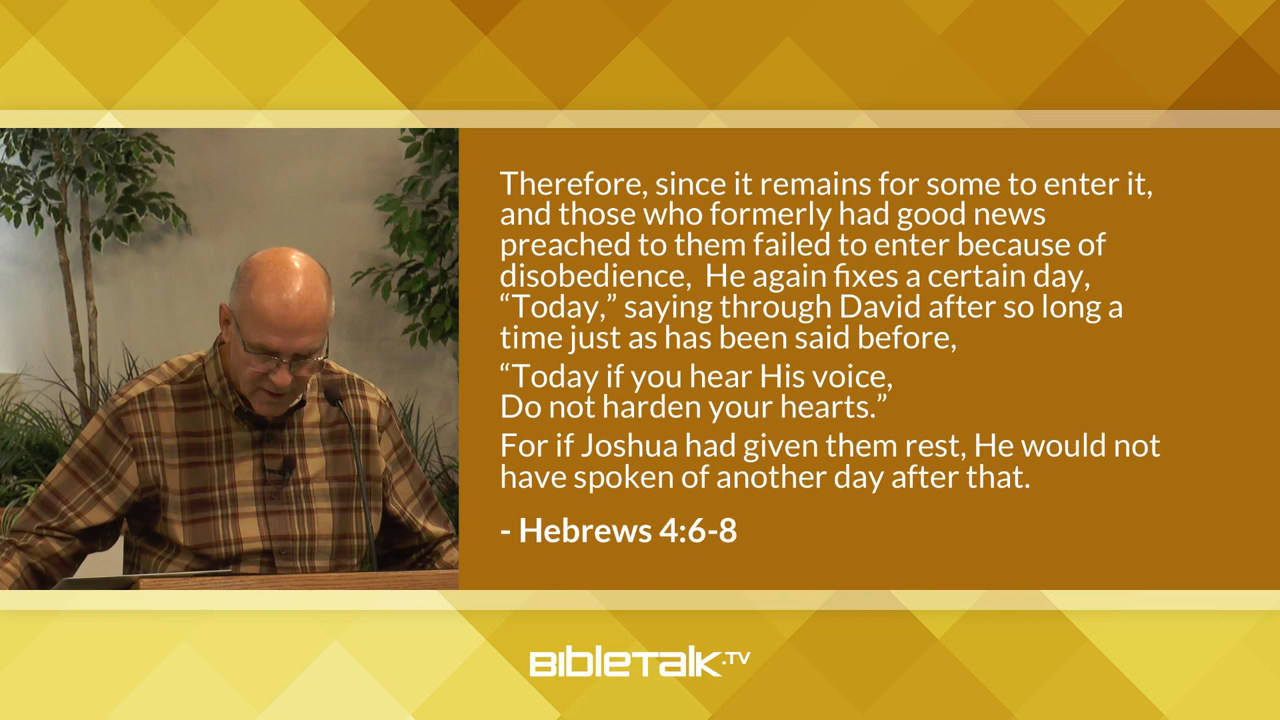 Therefore, since it remains for some to enter it,
and those who formerly had good news
preached to them failed to enter because of
disobedience,  He again fixes a certain day,
“Today,” saying through David after so long a
time just as has been said before,
“Today if you hear His voice,
Do not harden your hearts.”
For if Joshua had given them rest, He would not
have spoken of another day after that.
- Hebrews 4:6-8
BIBLETALK.TV